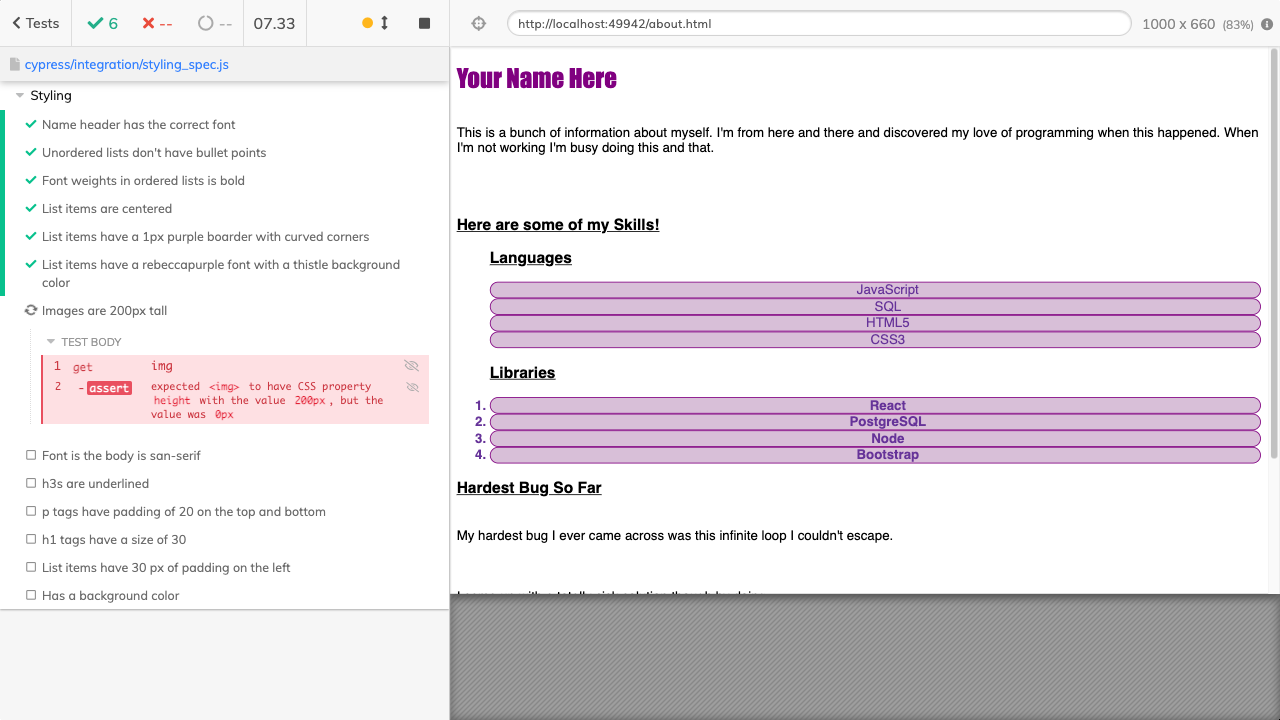 Tests
6
--
--
07.33
http://localhost:49942/about.html
1000 x 660 (83%)
cypress/integration/styling_spec.js
Styling
Name header has the correct font
Unordered lists don't have bullet points
Font weights in ordered lists is bold
List items are centered
List items have a 1px purple boarder with curved corners
List items have a rebeccapurple font with a thistle background
color
Images are 200px tall
TEST BODY
1 get img
2 - assert expected <img> to have CSS property
height with the value 200px, but the
value was 0px
Font is the body is san-serif
h3s are underlined
p tags have padding of 20 on the top and bottom
h1 tags have a size of 30
List items have 30 px of padding on the left
Has a background color
Your Name Here
This is a bunch of information about myself. I'm from here and there and discovered my love of programming when this happened. When
I'm not working I'm busy doing this and that.
Here are some of my Skills!
Languages
JavaScript
SQL
HTML5
CSS3
Libraries
1. React
2. PostgreSQL
3. Node
4. Bootstrap
Hardest Bug So Far
My hardest bug I ever came across was this infinite loop I couldn't escape.